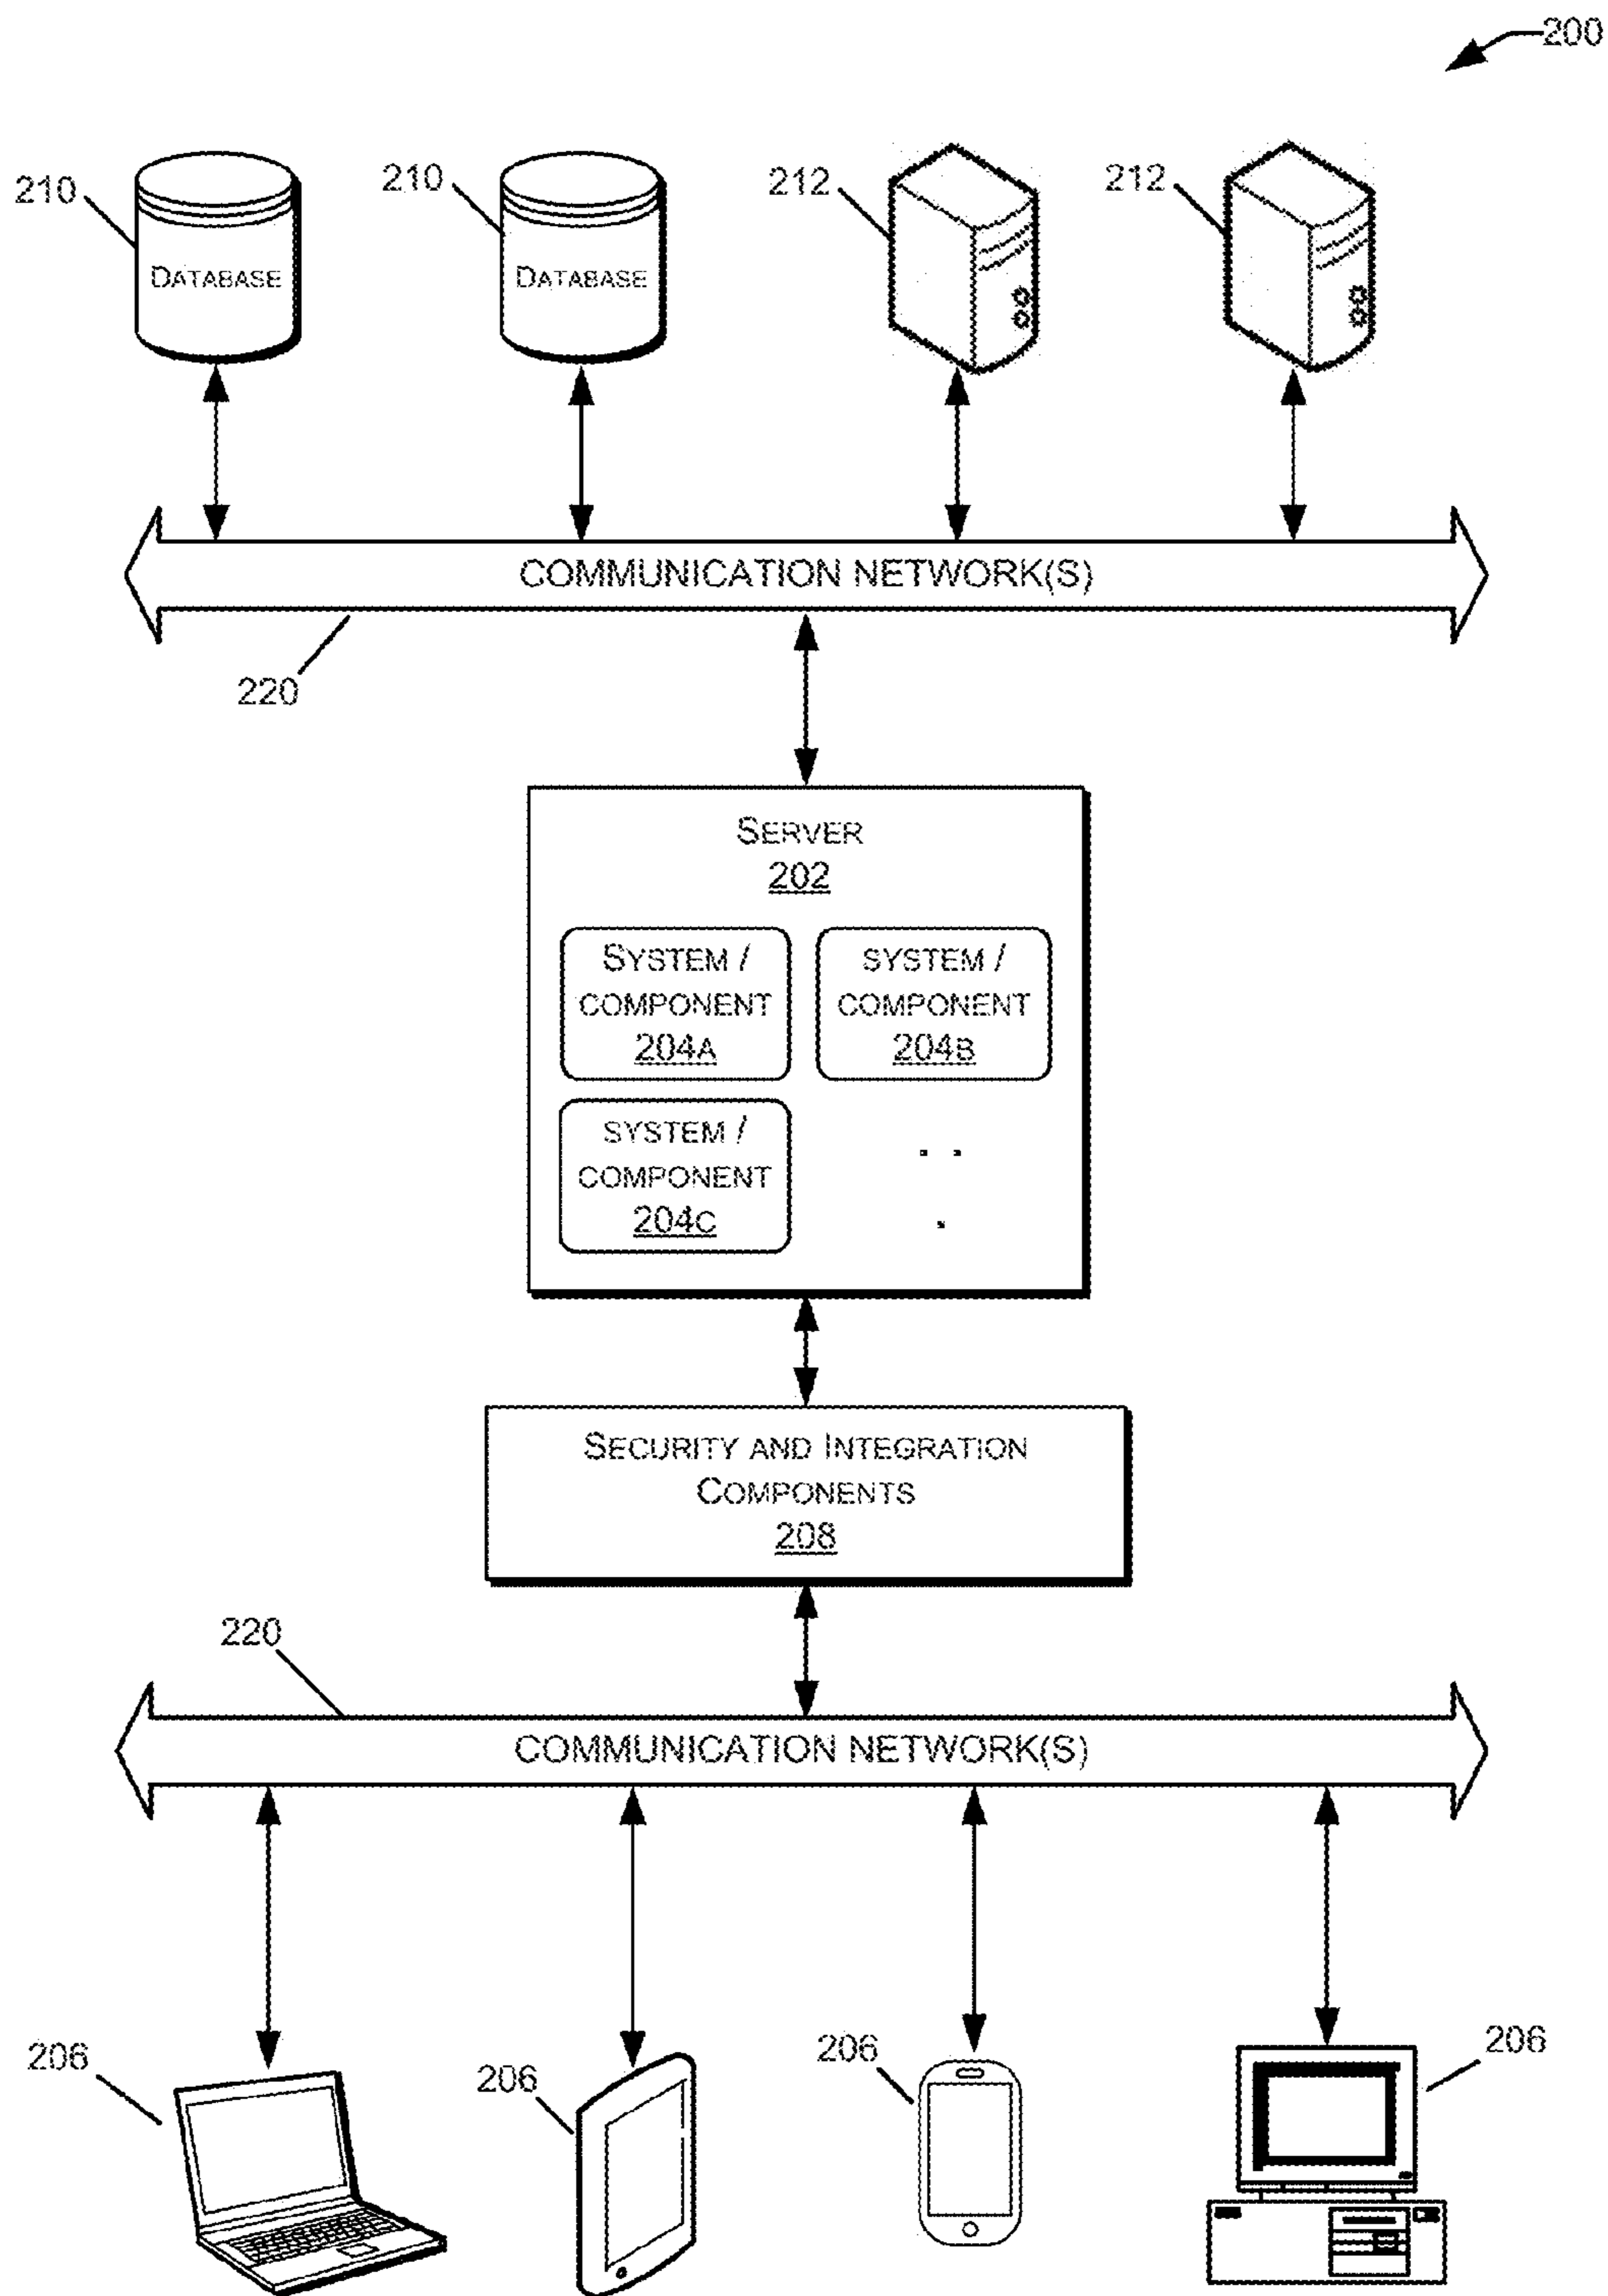 200
210
210
212
212
DATABASE
DATABASE
COMMUNICATION NETWORK(S)
220
SERVER
202
SYSTEM /
COMPONENT
204A
SYSTEM /
COMPONENT
204B
SYSTEM /
COMPONENT
204C
. .
.
SECURITY AND INTEGRATION
COMPONENTS
208
220
COMMUNICATION NETWORK(S)
206
206
206
206